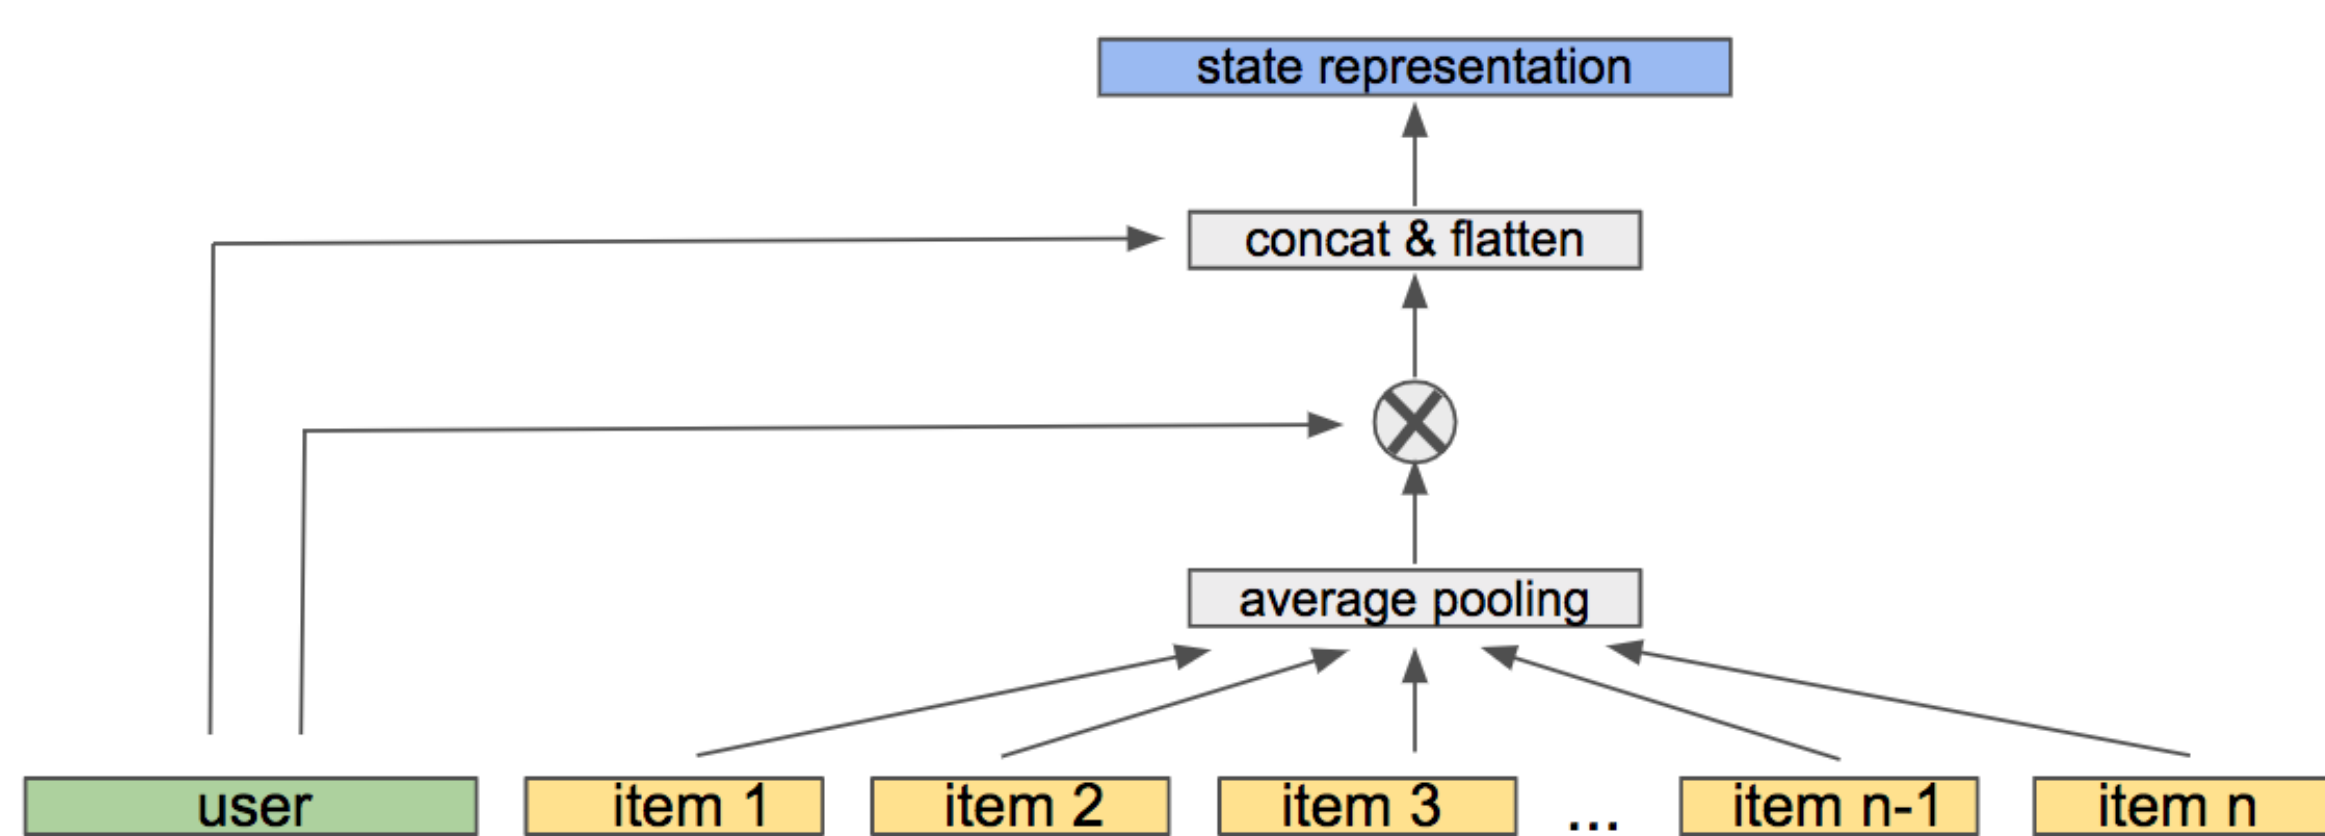 state representation
concat & flatten
average pooling
user item 1 item 2 item 3 ... item n-1 item n